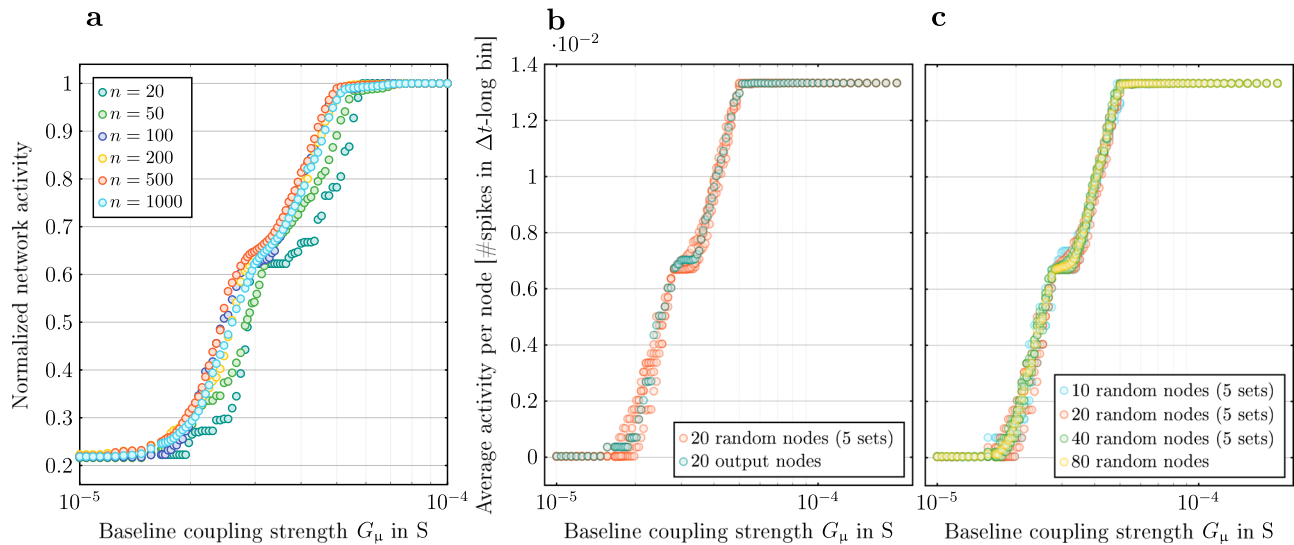 a
1
0.9
0.8
0.7
0.6
0.5
0.4
0.3
0.2
Normalized network activity
n = 20
n = 50
n = 100
n = 200
n = 500
n = 1000
10⁻⁵
10⁻⁴
Baseline coupling strength Gμ in S
b
·10⁻²
1.4
1.2
1
0.8
0.6
0.4
0.2
0
Average activity per node [#spikes in Δt-long bin]
20 random nodes (5 sets)
20 output nodes
10⁻⁵
10⁻⁴
Baseline coupling strength Gμ in S
c
10 random nodes (5 sets)
20 random nodes (5 sets)
40 random nodes (5 sets)
80 random nodes
10⁻⁵
10⁻⁴
Baseline coupling strength Gμ in S